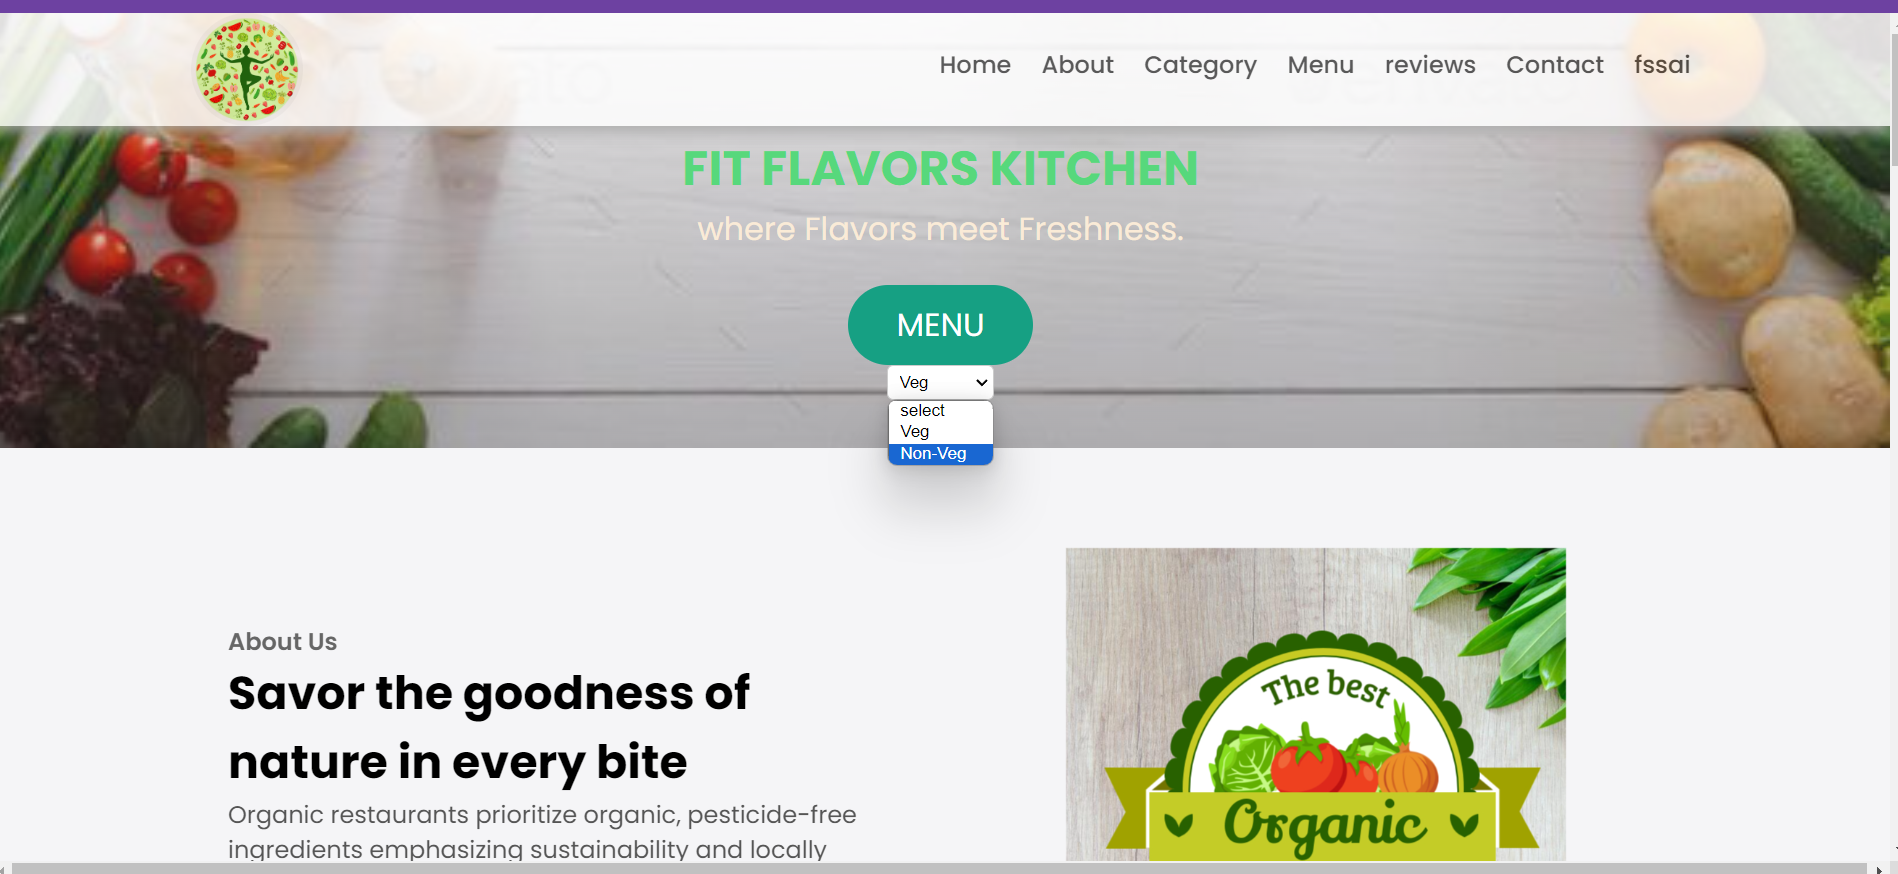 Home About Category Menu reviews Contact fssai
FIT FLAVORS KITCHEN
where Flavors meet Freshness.
MENU
Veg
select
Veg
Non-Veg
About Us
Savor the goodness of
nature in every bite
Organic restaurants prioritize organic, pesticide-free
ingredients emphasizing sustainability and locally
The best
Organic